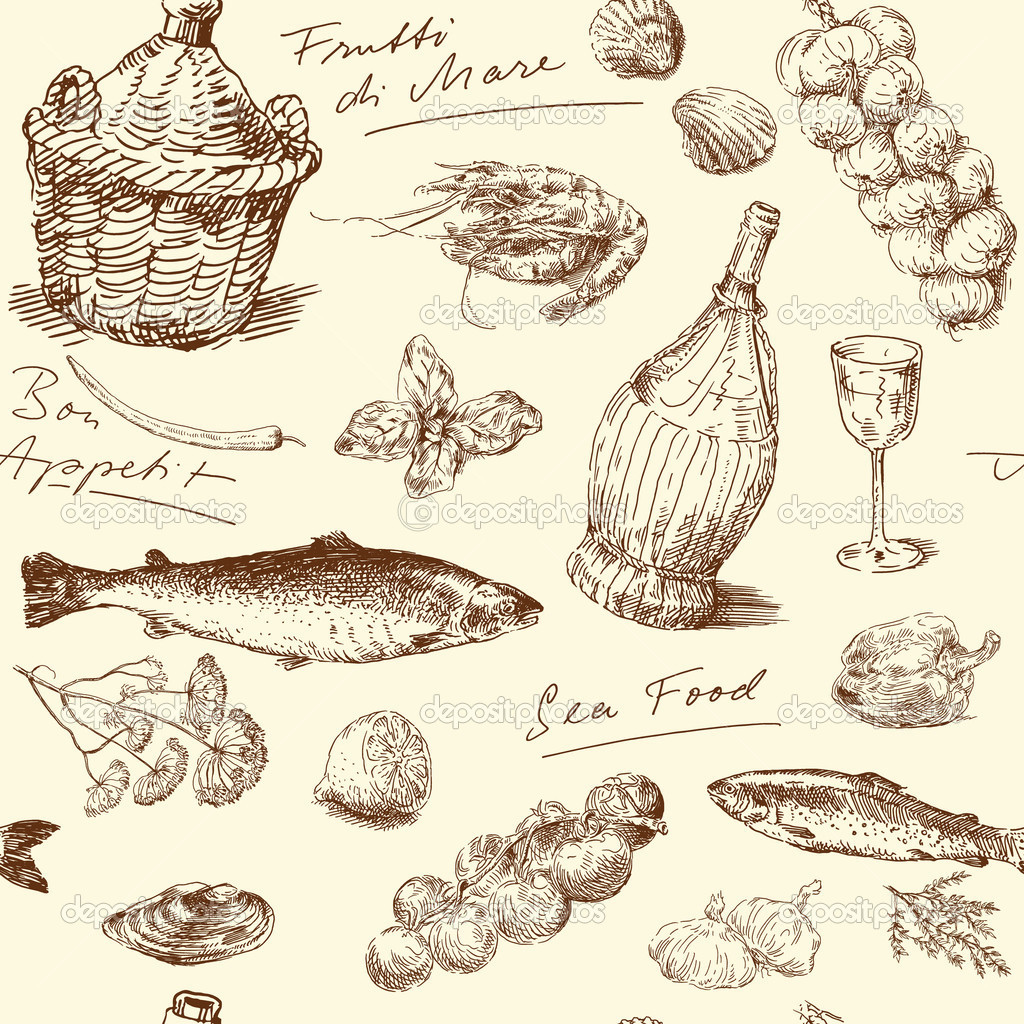 Frutti
di Mare
Bon
Appetit
Sea Food
depositphotos